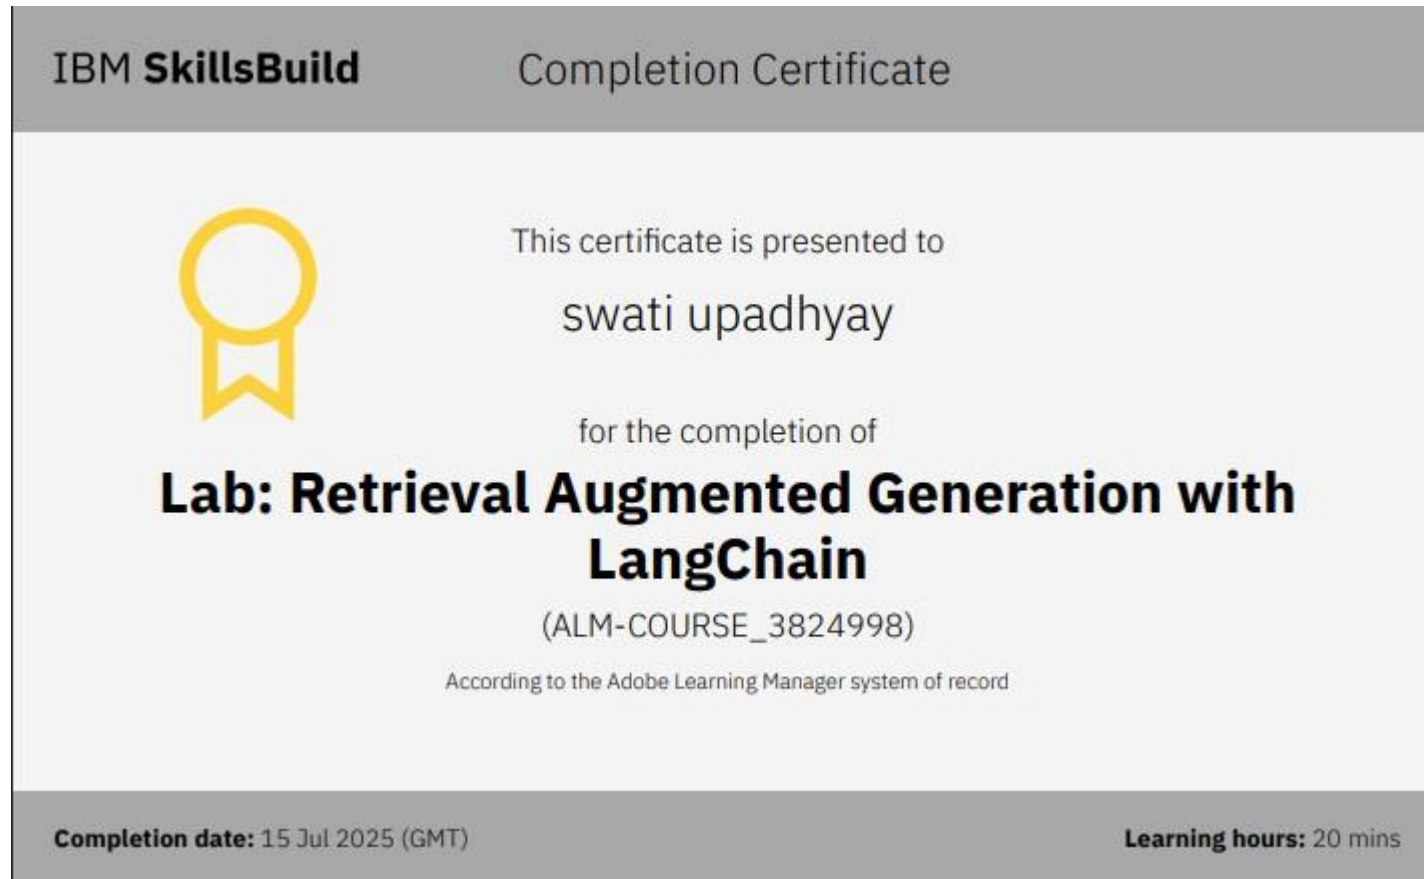 IBM SkillsBuild
Completion Certificate
This certificate is presented to
swati upadhyay
for the completion of
Lab: Retrieval Augmented Generation with
LangChain
(ALM-COURSE_3824998)
According to the Adobe Learning Manager system of record
Completion date: 15 Jul 2025 (GMT)
Learning hours: 20 mins